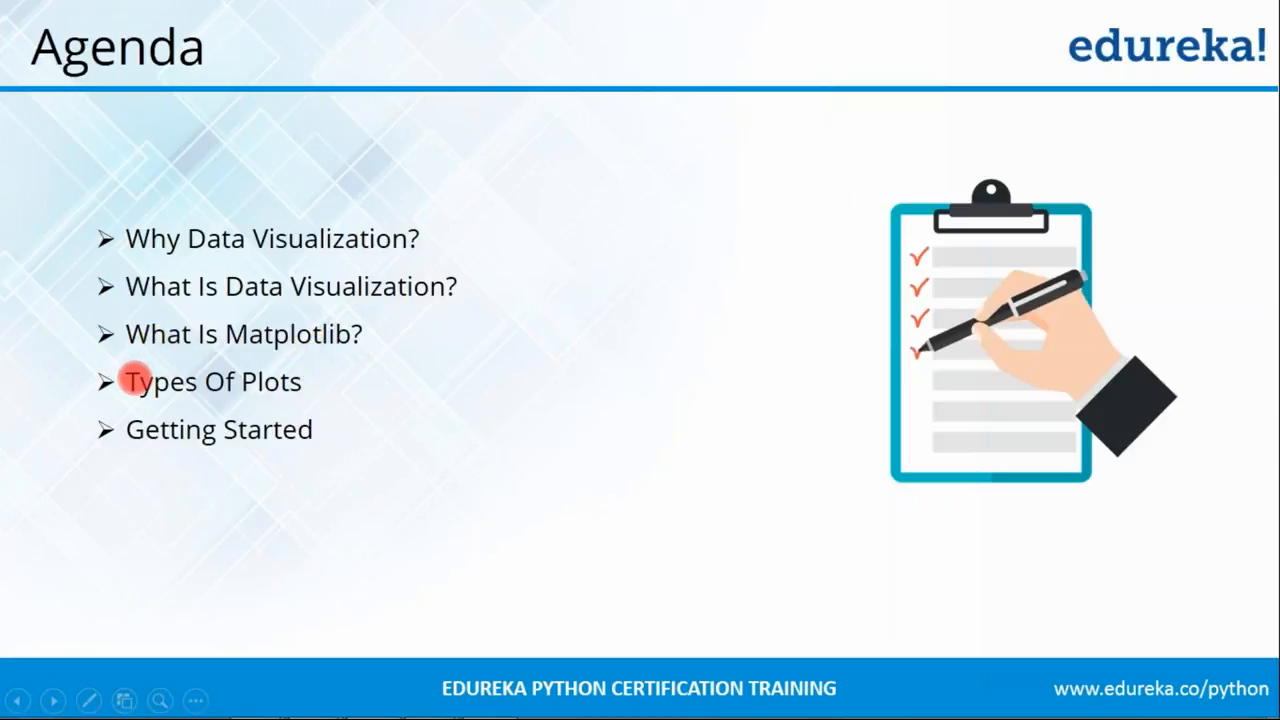 Agenda
edureka!
Why Data Visualization?
What Is Data Visualization?
What Is Matplotlib?
Types Of Plots
Getting Started
EDUREKA PYTHON CERTIFICATION TRAINING
www.edureka.co/python